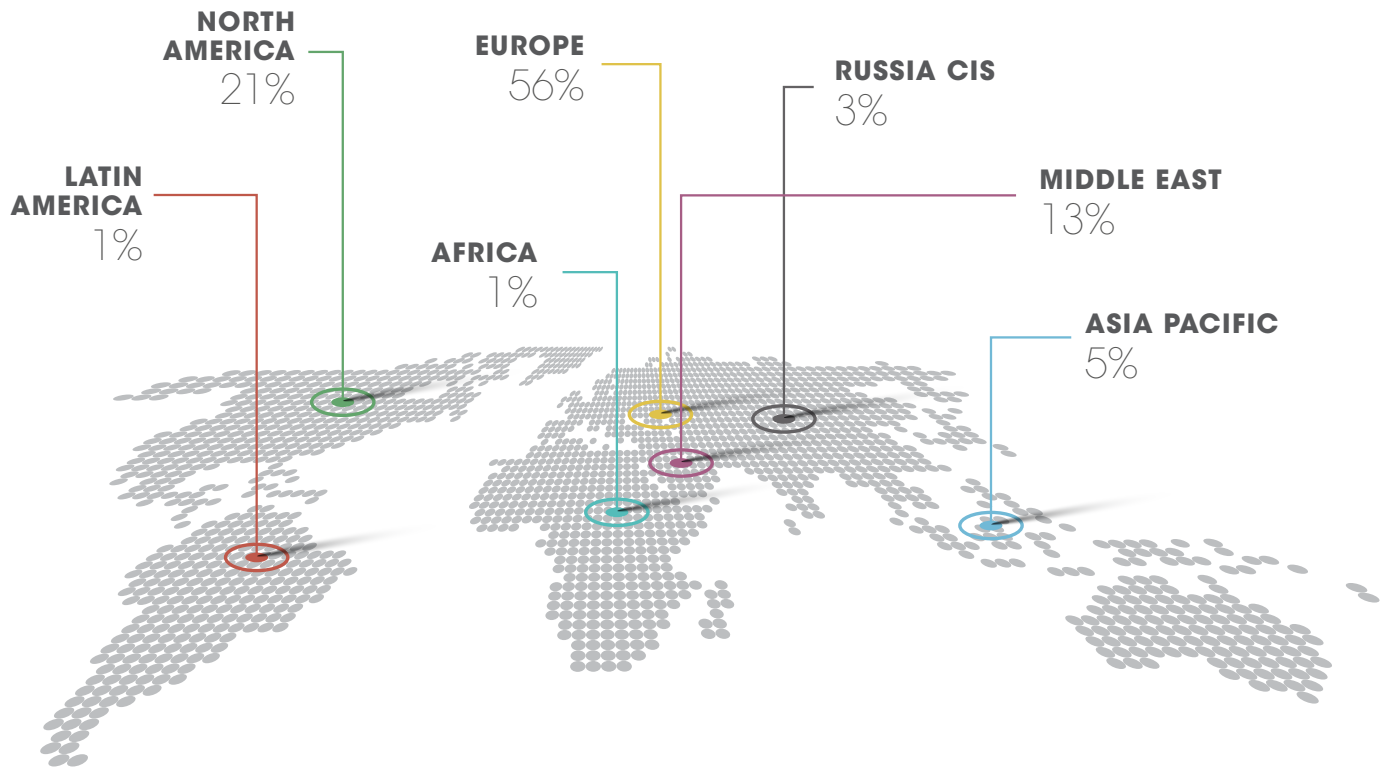 NORTH
AMERICA
21%
EUROPE
56%
RUSSIA CIS
3%
LATIN
AMERICA
1%
MIDDLE EAST
13%
AFRICA
1%
ASIA PACIFIC
5%